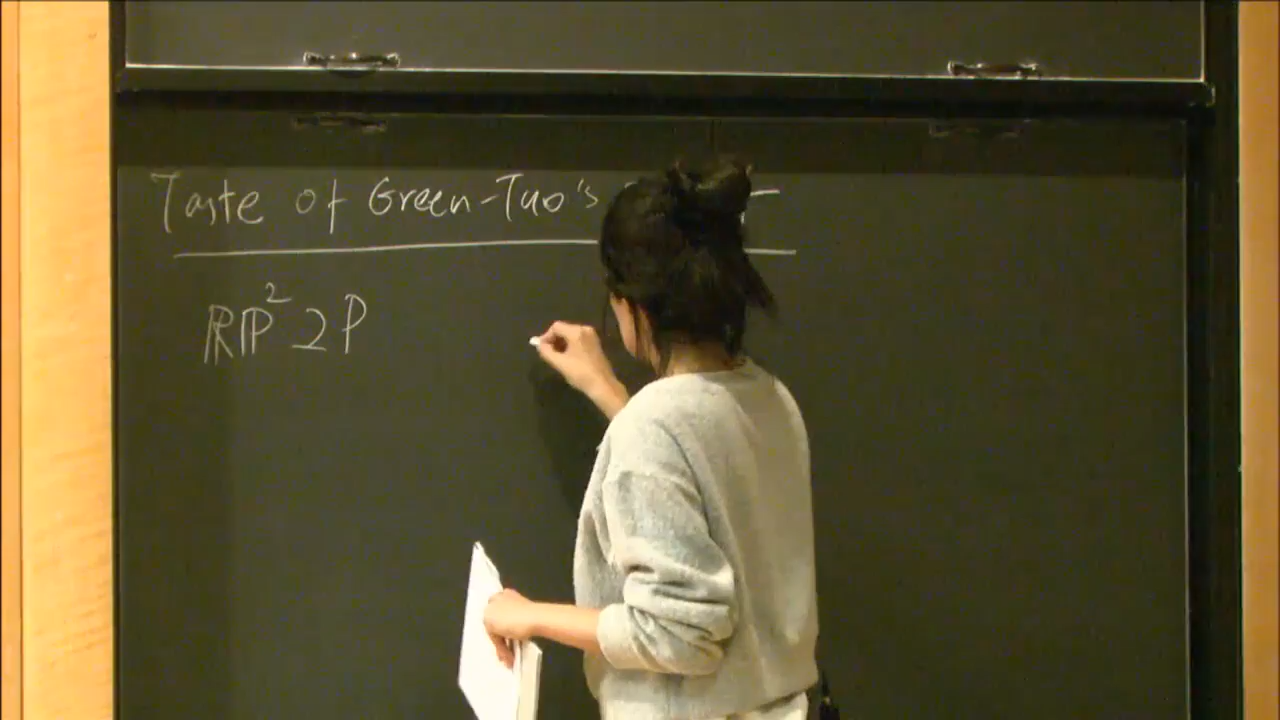 Taste of Green-Tao's
ℝℙ² 2P